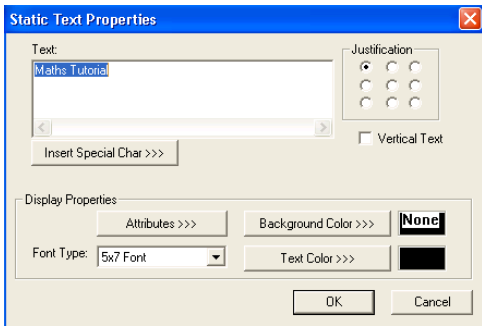 Static Text Properties
Text:
Justification
Maths Tutorial
Vertical Text
Insert Special Char >>>
Display Properties
Attributes >>>
Background Color >>>
None
Font Type:
5x7 Font
Text Color >>>
OK
Cancel